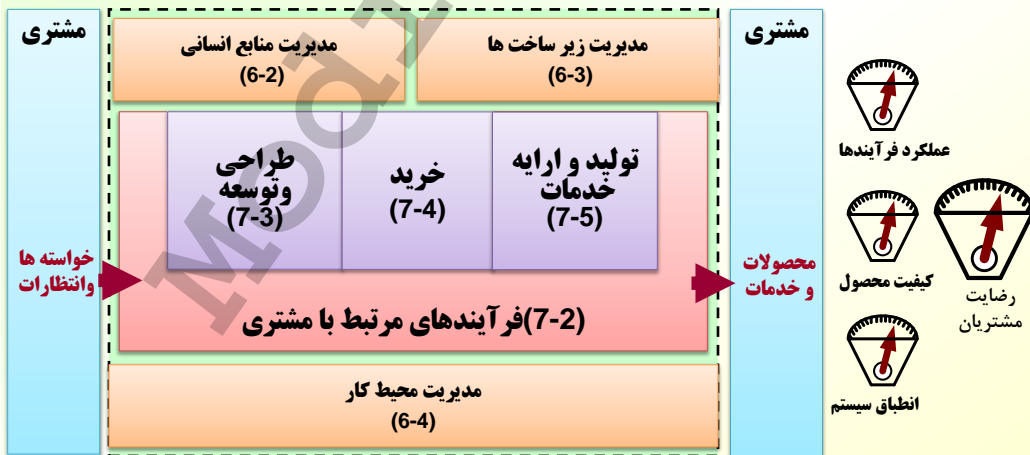 مشتری
مدیریت منابع انسانی
(6-2)
مدیریت زیر ساخت ها
(6-3)
مشتری
طراحی
وتوسعه
(7-3)
خرید
(7-4)
تولید و ارایه
خدمات
(7-5)
عملکرد فرآیندها
خواسته ها
وانتظارات
محصولات
و خدمات
کیفیت محصول
رضایت
مشتریان
(7-2)فرآیندهای مرتبط با مشتری
مدیریت محیط کار
(6-4)
انطباق سیستم